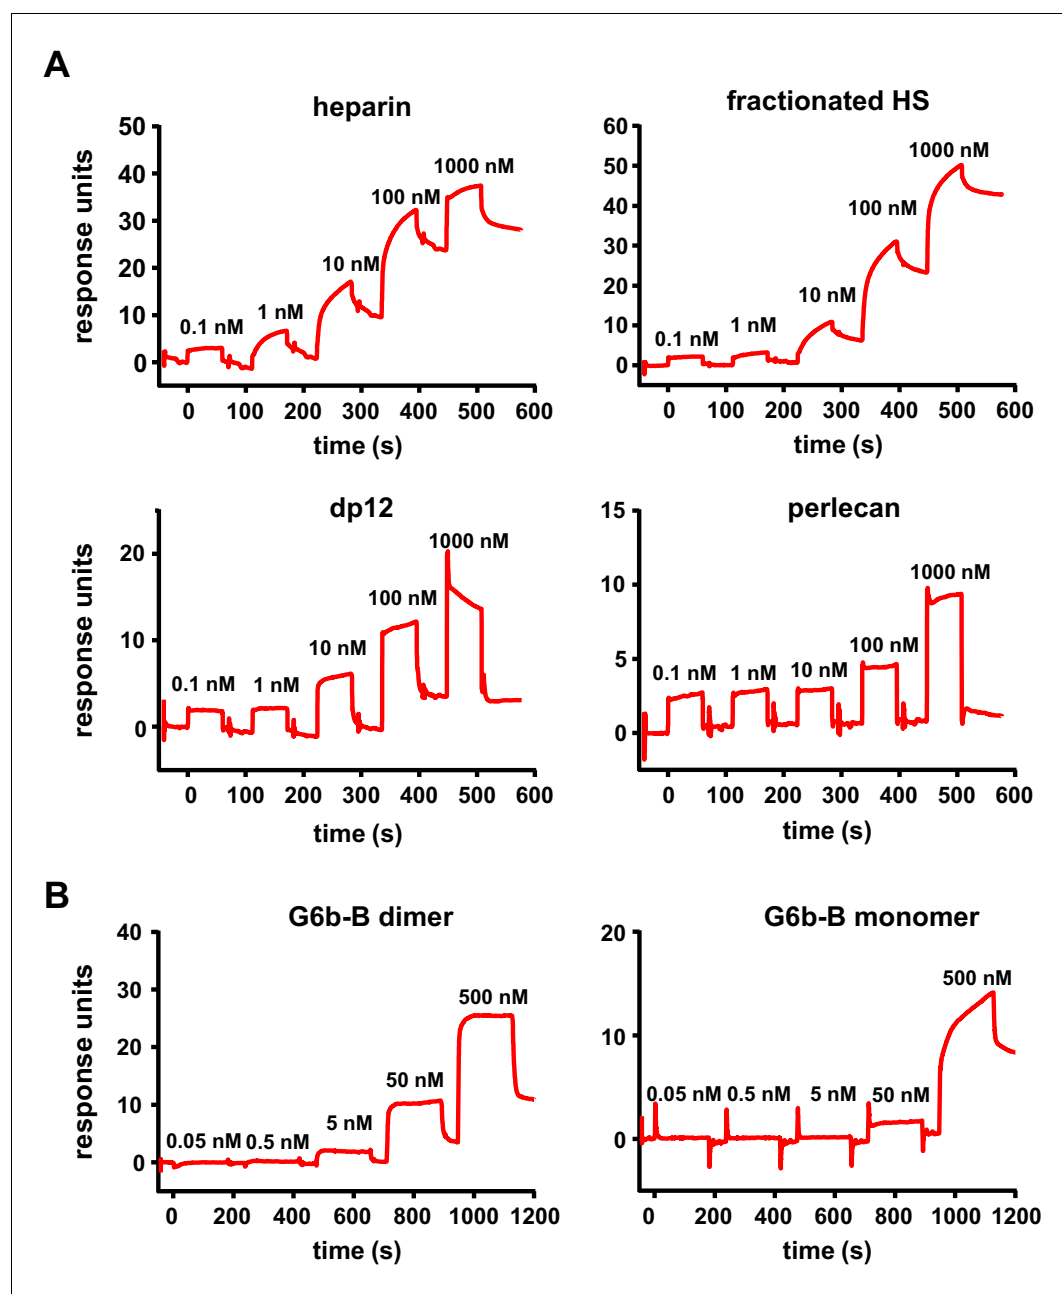 A
heparin
fractionated HS
response units
50
40
30
20
10
0
0.1 nM
1 nM
10 nM
100 nM
1000 nM
0 100 200 300 400 500 600
time (s)
60
50
40
30
20
10
0
0.1 nM
1 nM
10 nM
100 nM
1000 nM
0 100 200 300 400 500 600
time (s)
dp12
perlecan
response units
20
10
0
0.1 nM
1 nM
10 nM
100 nM
1000 nM
0 100 200 300 400 500 600
time (s)
15
10
5
0
0.1 nM
1 nM
10 nM
100 nM
1000 nM
0 100 200 300 400 500 600
time (s)
B
G6b-B dimer
G6b-B monomer
response units
40
30
20
10
0
0.05 nM
0.5 nM
5 nM
50 nM
500 nM
0 200 400 600 800 1000 1200
time (s)
20
10
0
0.05 nM
0.5 nM
5 nM
50 nM
500 nM
0 200 400 600 800 1000 1200
time (s)